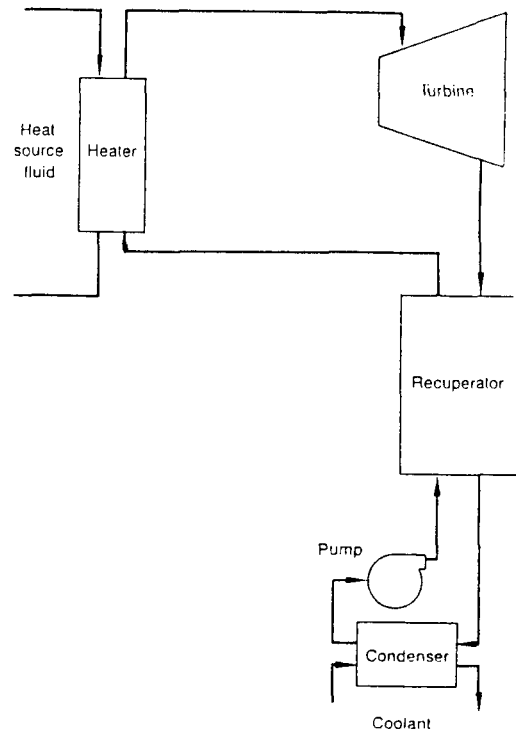 Turbine
Heat
source
fluid
Heater
Recuperator
Pump
Condenser
Coolant